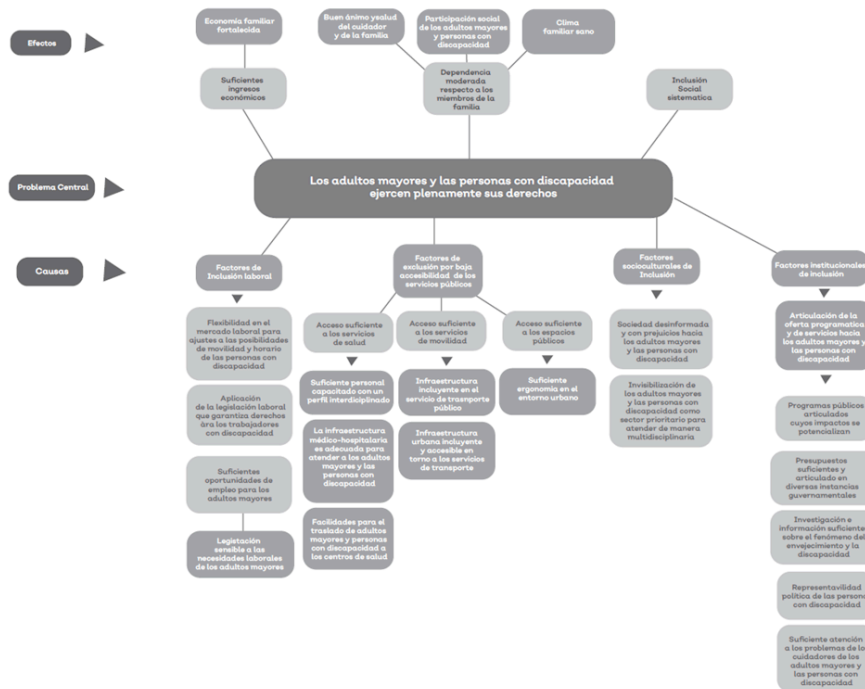 Efectos
Economía familiar
fortalecida
Buen ánimo ysalud
del cuidador
y de la familia
Participación social
de los adultos mayores
y personas con
discapacidad
Clima
familiar sano
Suficientes
ingresos
económicos
Dependencia
moderada
respecto a los
miembros de la
familia
Inclusión
Social
sistematica
Problema Central
Los adultos mayores y las personas con discapacidad
ejercen plenamente sus derechos
Causas
Factores de
Inclusión laboral
Flexibilidad en el
mercado laboral para
ajustes a las posibilidades
de movilidad y horario
de las personas con
discapacidad
Aplicación
de la legislación laboral
que garantiza derechos
àra los trabajadores
con discapacidad
Suficientes
oportunidades de
empleo para los
adultos mayores
Legistación
sensible a las
necesidades laborales
de los adultos mayores
Factores de
exclusión por baja
accesibilidad de los
servicios públicos
Acceso suficiente
a los servicios
de salud
Suficiente personal
capacitado con un
perfil interdiciplinado
La infraestructura
médico-hospitalaria
es adecuada para
atender a los adultos
mayores y las
personas con
discapacidad
Facilidades para el
traslado de adultos
mayores y personas
con discapacidad a
los centros de salud
Acceso suficiente
a los servicios
de movilidad
Infraestructura
incluyente en el
servicio de trasmporte
público
Infraestructura
urbana incluyente
y accesible en
torno a los servicios
de transporte
Acceso suficiente
a los espacios
públicos
Suficiente
ergonomía en el
entorno urbano
Factores
socioculturales de
Inclusión
Sociedad desinformada
y con prejuicios hacia
los adultos mayores
y las personas con
discapacidad
Invisibilización de
los adultos mayores
y las personas con
discapacidad como
sector prioritario para
atender de manera
multidisciplinaria
Factores institucionales
de inclusión
Articulación de la
oferta programatica y
de servicios hacia
los adultos mayores y
las personas con
discapacidad
Programas públicos
articulados
cuyos impactos se
potencializan
Presupuestos
suficientes y
articulado en
diversas instancias
guvernamentales
Investigación e
información suficiente
sobre el fenómeno del
envejecimiento y la
discapacidad
Representavilidad
política de las persona
con discapacidad
Suficiente atención
a los problemas de lo
cuidadores de los
adultos mayores y
las personas con
discapacidad